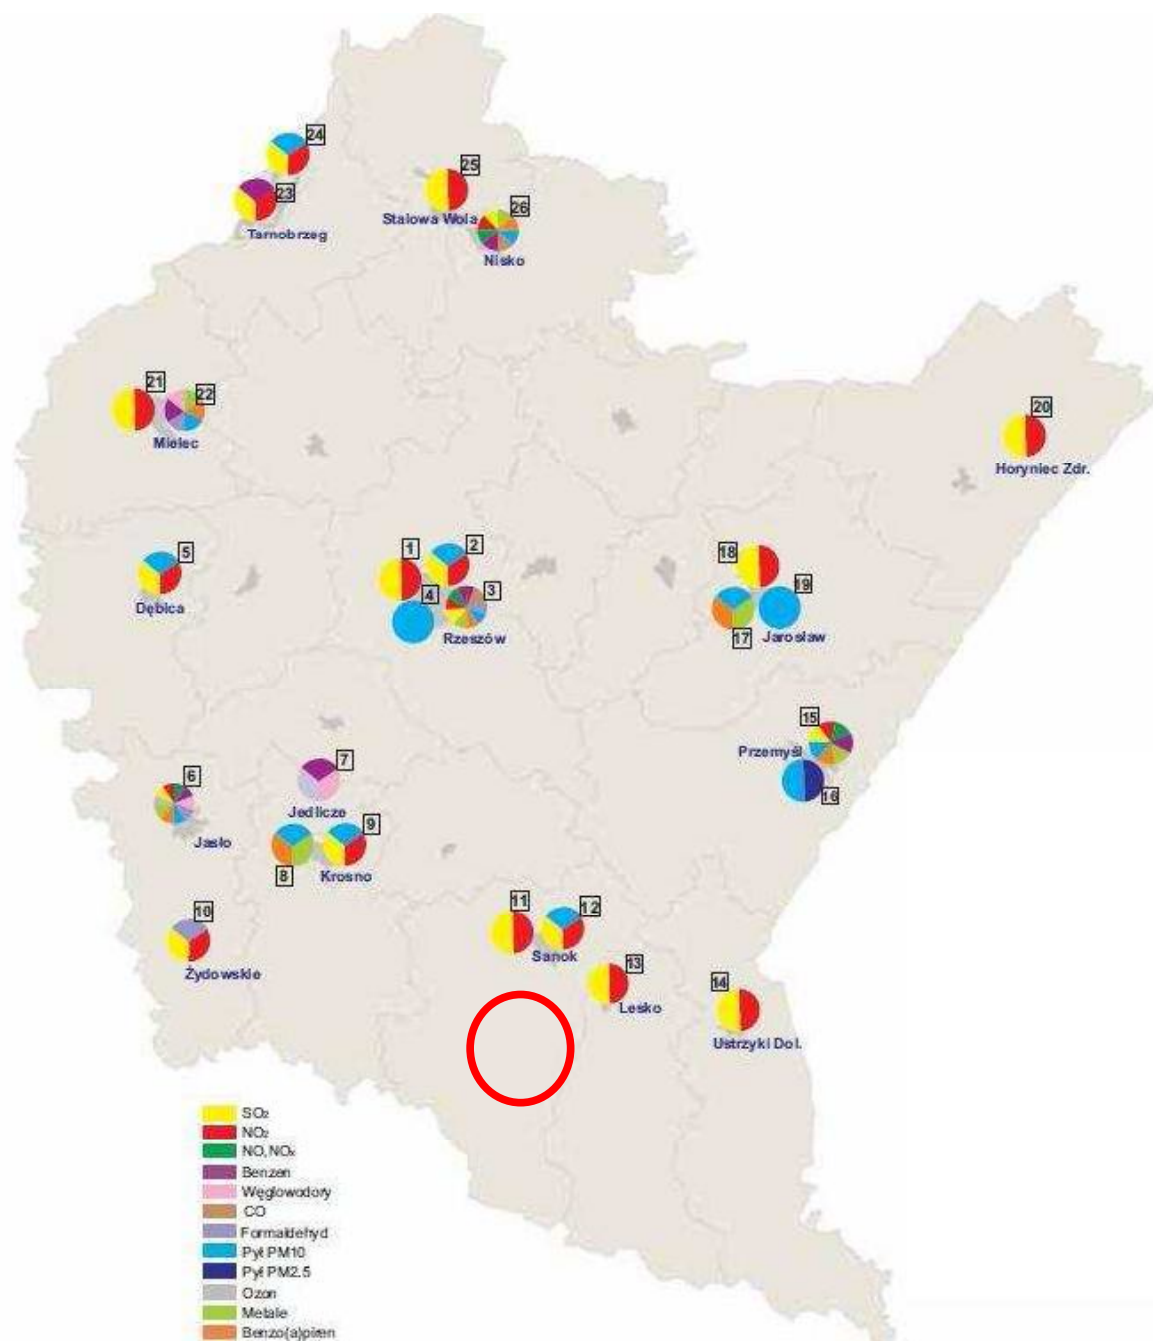 24
25
23
Stalowa Wola
26
Tarnobrzeg
Nisko
21
22
20
Mielec
Horyniec Zdr.
1
2
18
5
19
4
3
Dębica
Rzeszów
17
Jarosław
15
Przemyśl
7
6
16
Jedlicze
9
Jasło
8
Krosno
11
12
10
Sanok
13
Żydowskie
14
Lesko
Ustrzyki Dol.
SO₂
NO₂
NO, NOₓ
Benzen
Węglowodory
CO
Formaldehyd
Pył PM10
Pył PM2.5
Ozon
Metale
Benzo(a)piren